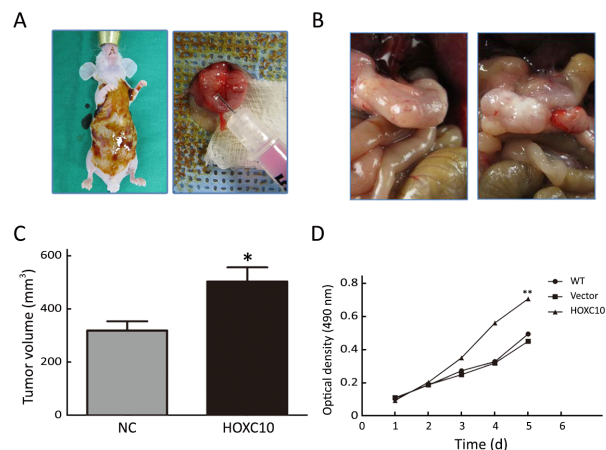 A
B
C
600
400
200
0
Tumor volume (mm³)
*
NC
HOXC10
D
0.8
0.6
0.4
0.2
0
Optical density (490 nm)
WT
Vector
HOXC10
**
1 2 3 4 5 6
Time (d)